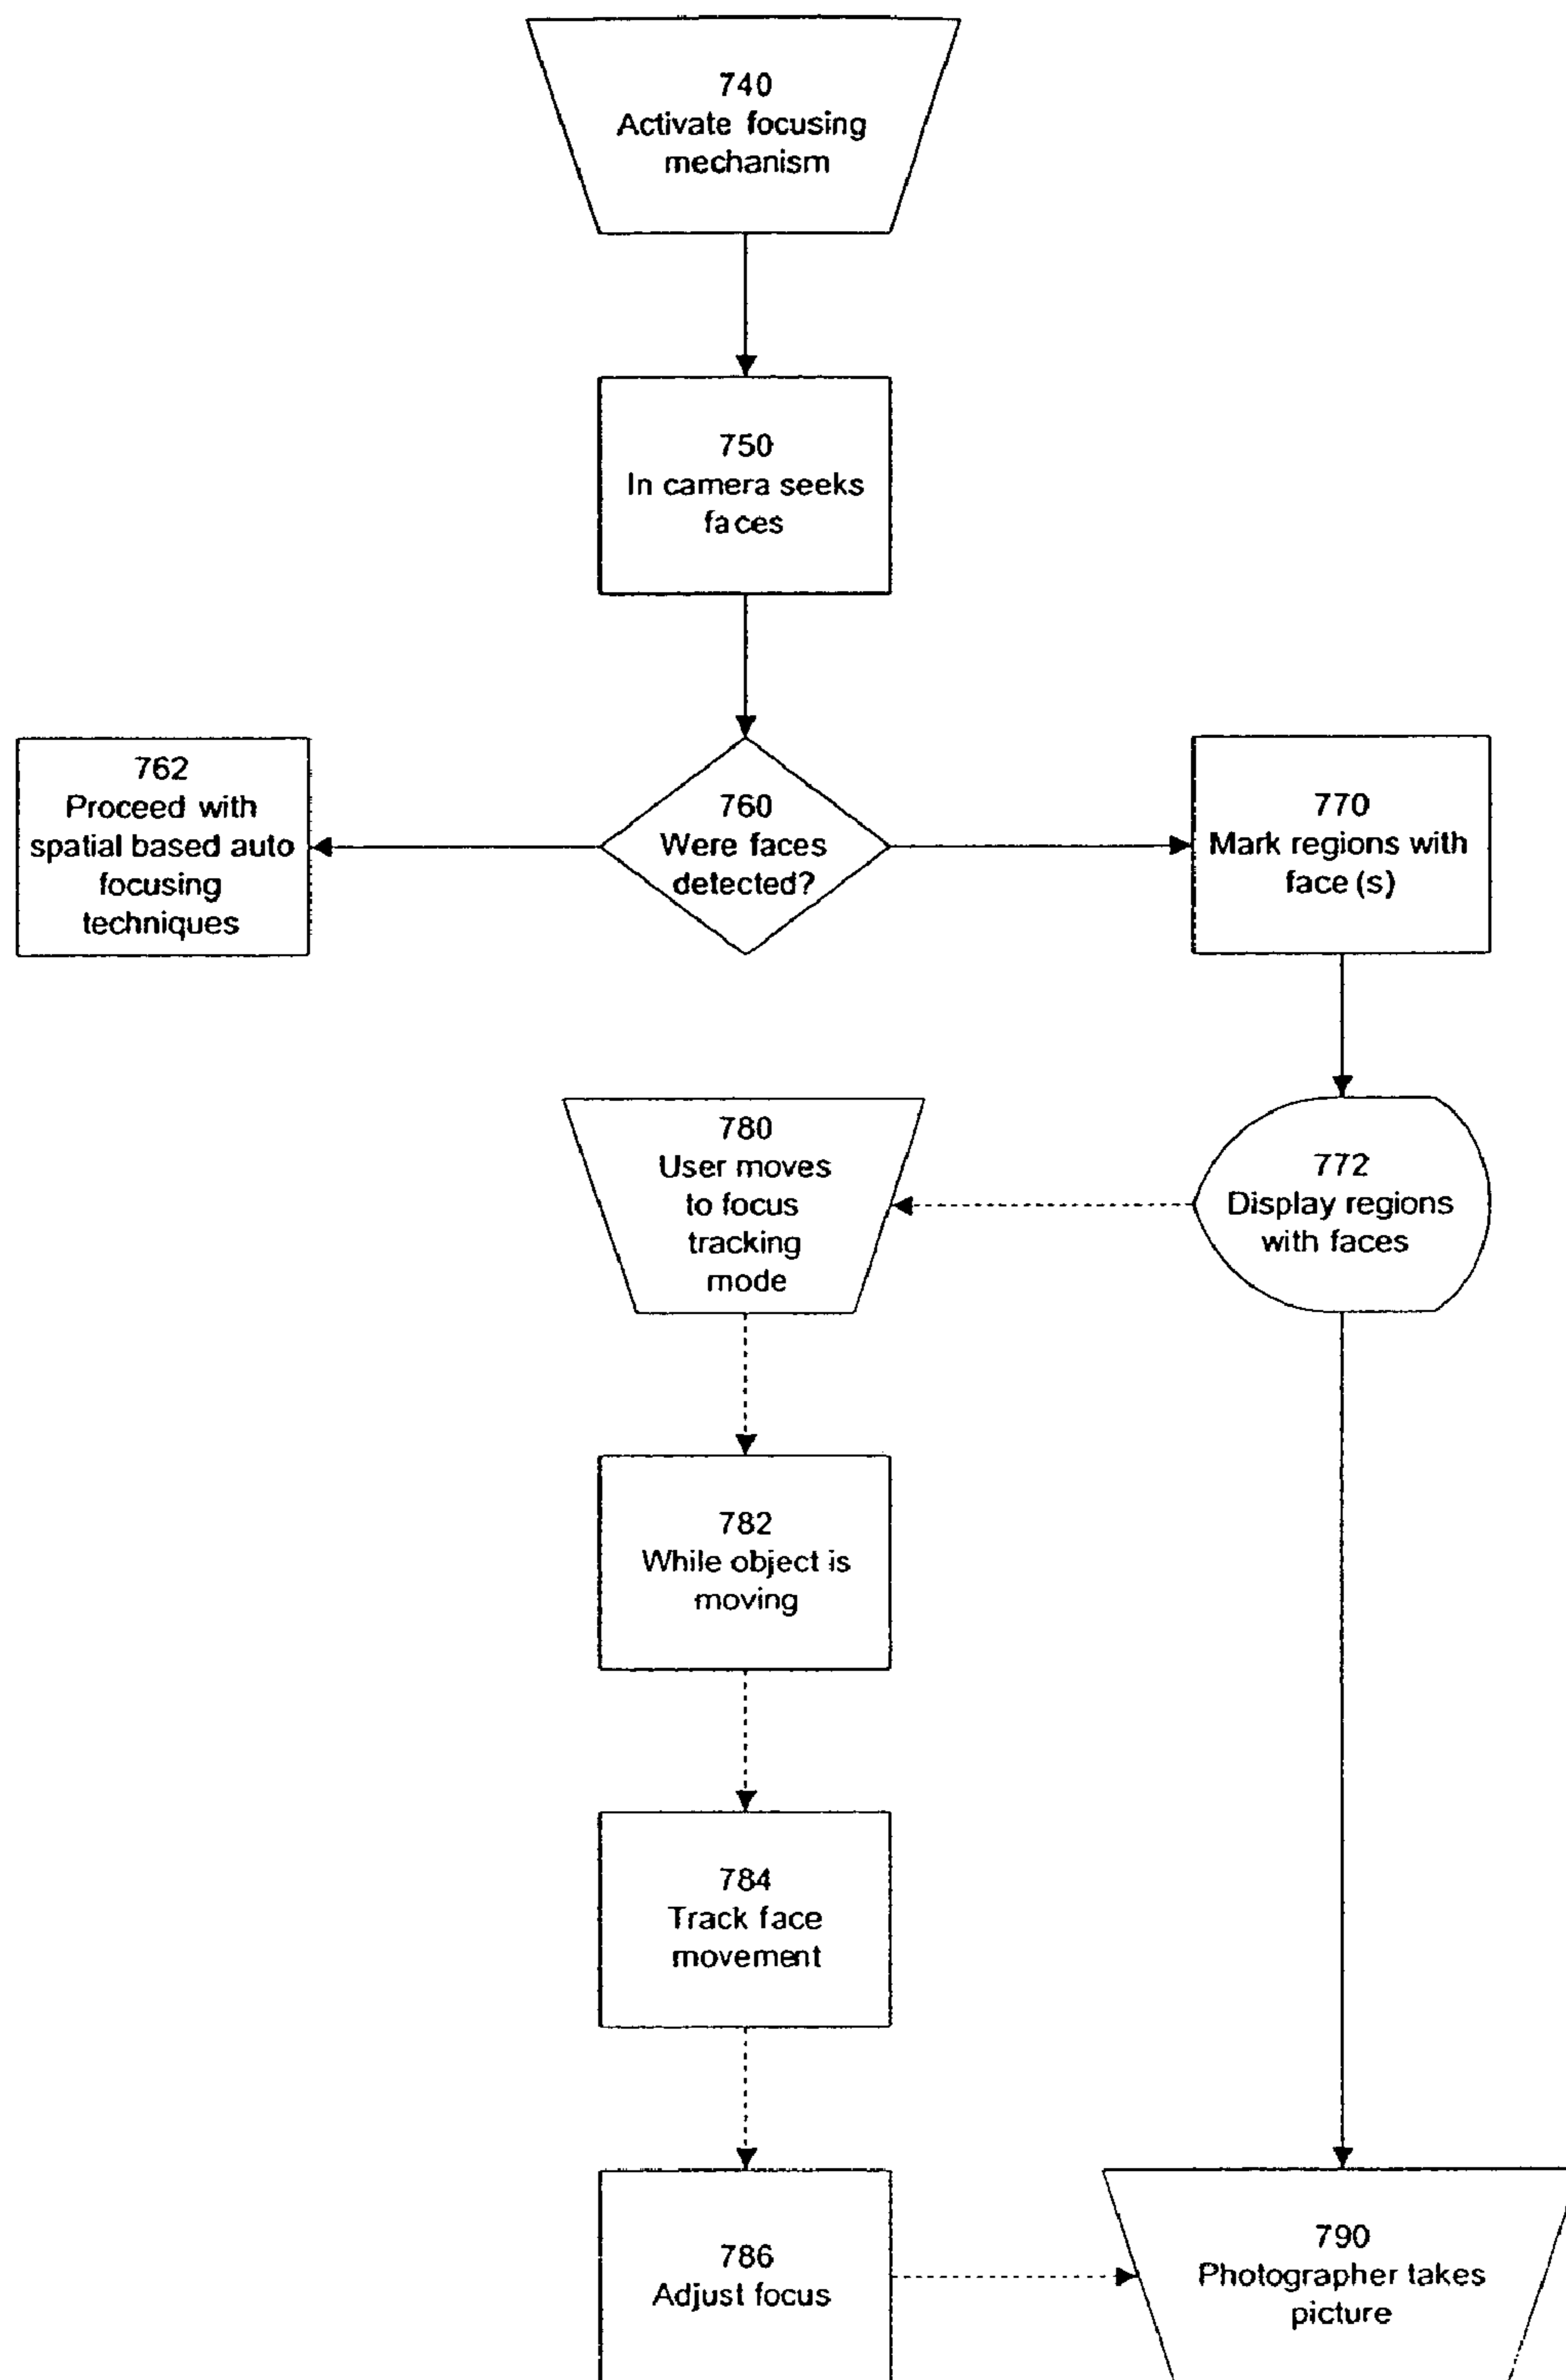 740
Activate focusing
mechanism
750
In camera seeks
faces
762
Proceed with
spatial based auto
focusing
techniques
760
Were faces
detected?
770
Mark regions with
face (s)
780
User moves
to focus
tracking
mode
772
Display regions
with faces
782
While object is
moving
784
Track face
movement
786
Adjust focus
790
Photographer takes
picture